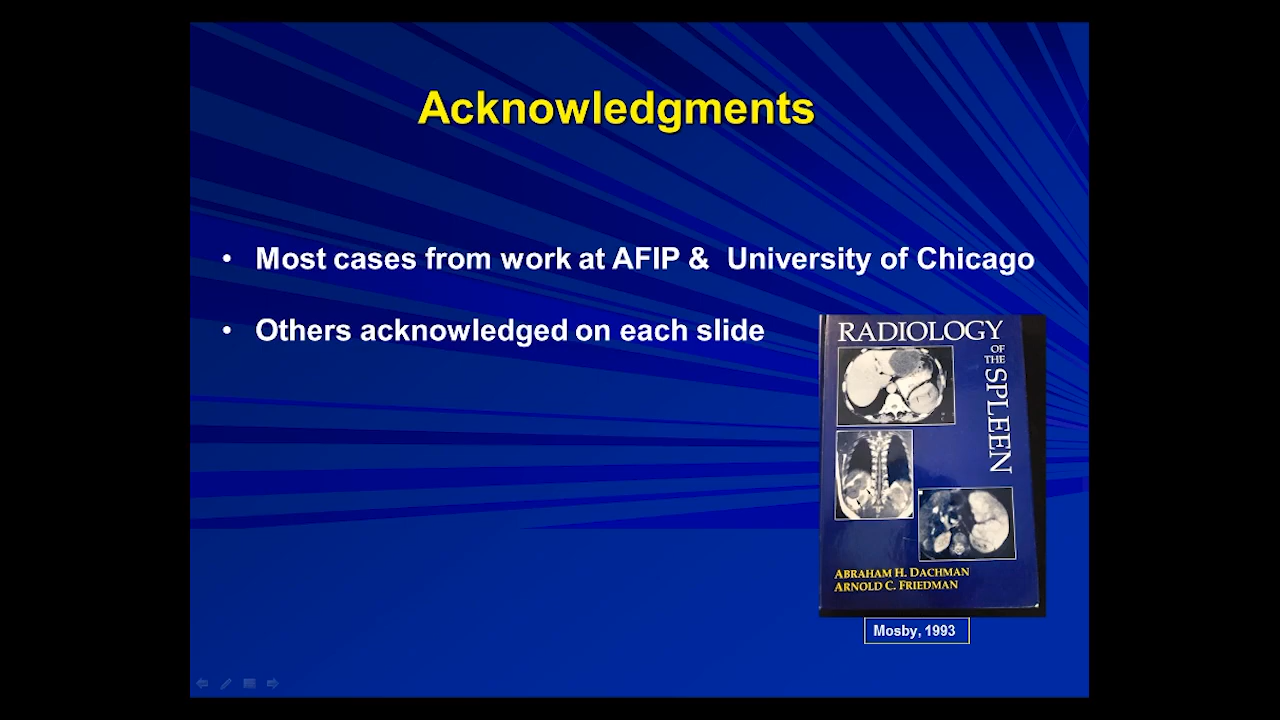 Acknowledgments
• Most cases from work at AFIP & University of Chicago
• Others acknowledged on each slide
RADIOLOGY
OF
THE
SPLEEN
ABRAHAM H. DACHMAN
ARNOLD C. FRIEDMAN
Mosby, 1993